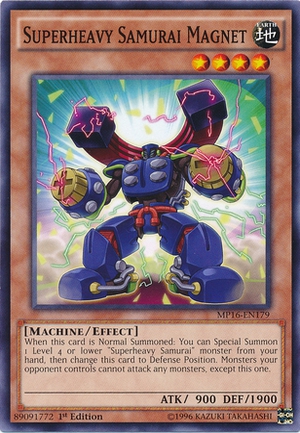 Superheavy Samurai Magnet
EARTH
地
MP16-EN179
[Machine/Effect]
When this card is Normal Summoned: You can Special Summon
1 Level 4 or lower "Superheavy Samurai" monster from
your hand, then change this card to Defense Position. Monsters your
opponent controls cannot attack any monsters, except this one.
ATK/ 900 DEF/1900
89091772 1st Edition ©1996 KAZUKI TAKAHASHI